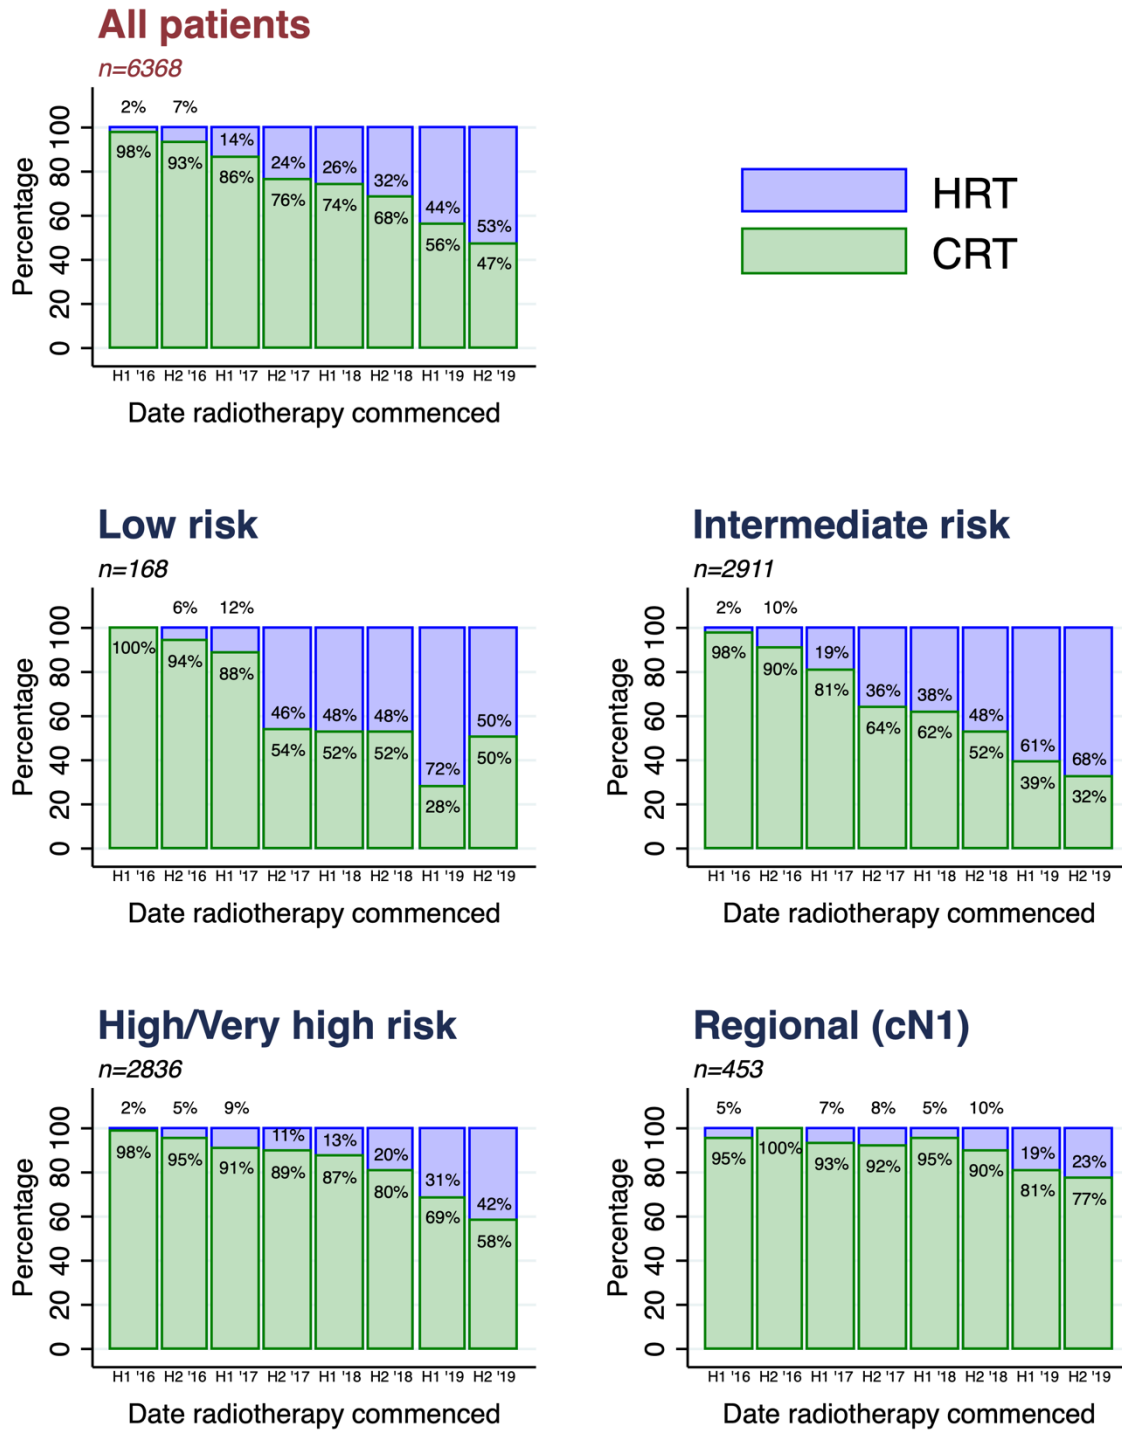 All patients
n=6368
2% 7% 14% 24% 26% 32% 44% 53%
98% 93% 86% 76% 74% 68% 56% 47%
Percentage
100
80
60
40
20
0
H1 '16 H2 '16 H1 '17 H2 '17 H1 '18 H2 '18 H1 '19 H2 '19
Date radiotherapy commenced
HRT
CRT
Low risk
n=168
6% 12% 46% 48% 48% 72% 50%
100% 94% 88% 54% 52% 52% 28% 50%
Percentage
100
80
60
40
20
0
H1 '16 H2 '16 H1 '17 H2 '17 H1 '18 H2 '18 H1 '19 H2 '19
Date radiotherapy commenced
Intermediate risk
n=2911
2% 10% 19% 36% 38% 48% 61% 68%
98% 90% 81% 64% 62% 52% 39% 32%
Percentage
100
80
60
40
20
0
H1 '16 H2 '16 H1 '17 H2 '17 H1 '18 H2 '18 H1 '19 H2 '19
Date radiotherapy commenced
High/Very high risk
n=2836
2% 5% 9% 11% 13% 20% 31% 42%
98% 95% 91% 89% 87% 80% 69% 58%
Percentage
100
80
60
40
20
0
H1 '16 H2 '16 H1 '17 H2 '17 H1 '18 H2 '18 H1 '19 H2 '19
Date radiotherapy commenced
Regional (cN1)
n=453
5% 7% 8% 5% 10% 19% 23%
95% 100% 93% 92% 95% 90% 81% 77%
Percentage
100
80
60
40
20
0
H1 '16 H2 '16 H1 '17 H2 '17 H1 '18 H2 '18 H1 '19 H2 '19
Date radiotherapy commenced